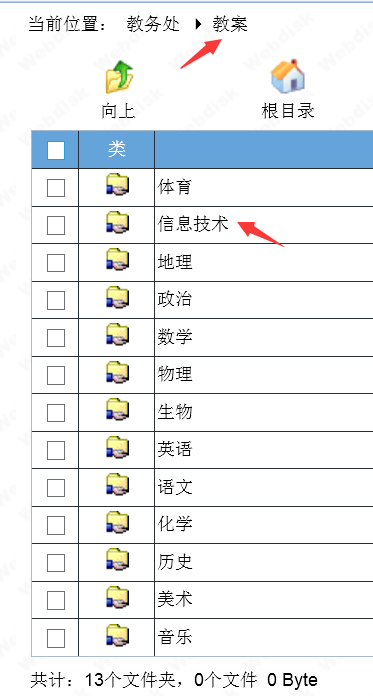 当前位置： 教务处 教案
向上 根目录
类
体育
信息技术
地理
政治
数学
物理
生物
英语
语文
化学
历史
美术
音乐
共计：13个文件夹，0个文件 0 Byte